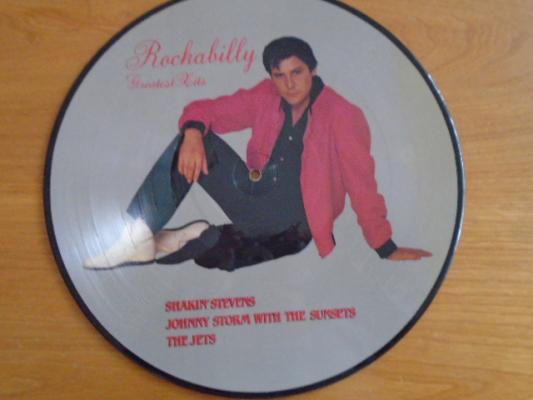 Rockabilly
Greatest Hits
SHAKIN' STEVENS
JOHNNY STORM WITH THE SUNSETS
THE JETS